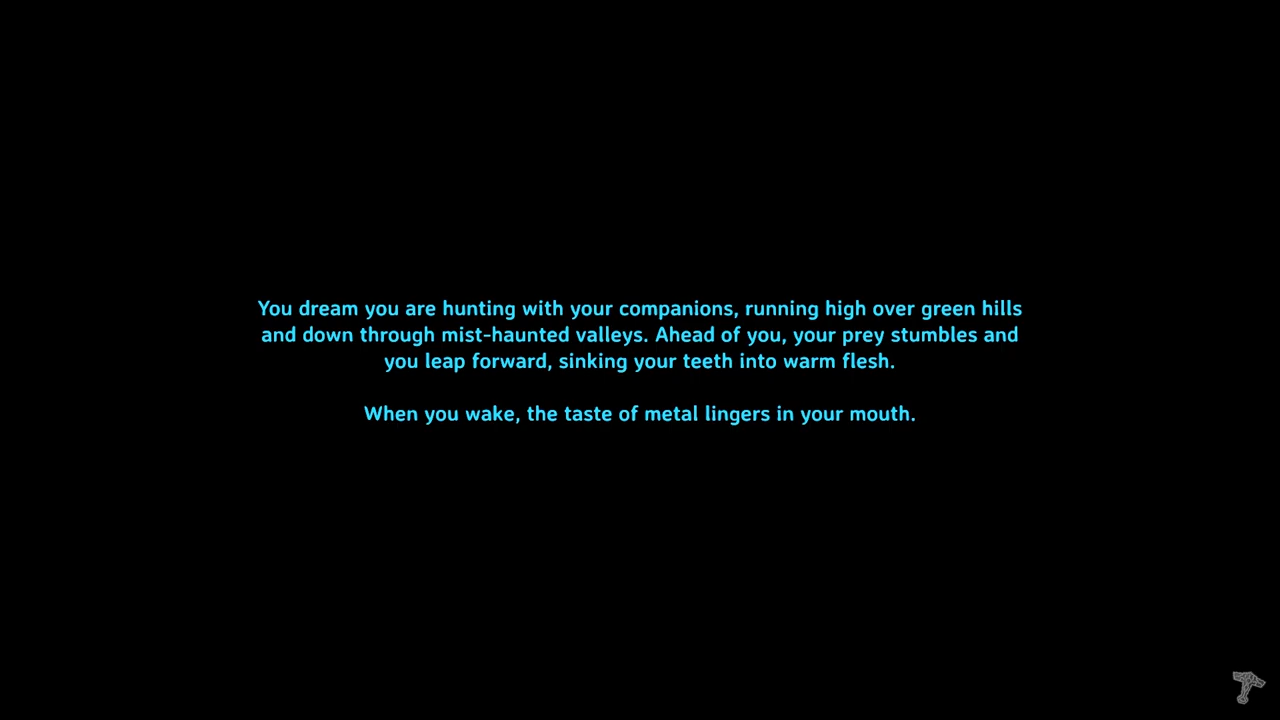 You dream you are hunting with your companions, running high over green hills
and down through mist-haunted valleys. Ahead of you, your prey stumbles and
you leap forward, sinking your teeth into warm flesh.
When you wake, the taste of metal lingers in your mouth.